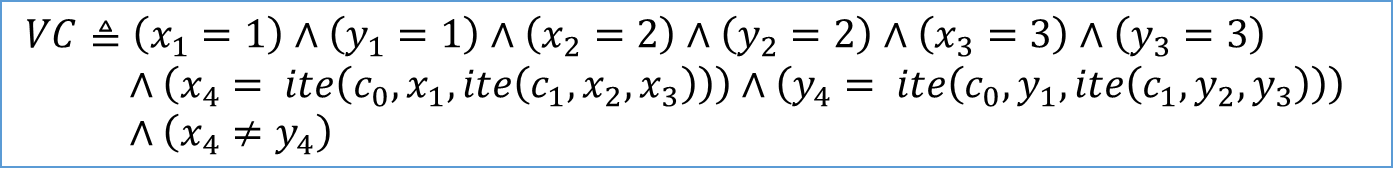 VC ≜ (x₁ = 1) ∧ (y₁ = 1) ∧ (x₂ = 2) ∧ (y₂ = 2) ∧ (x₃ = 3) ∧ (y₃ = 3)
∧ (x₄ = ite(c₀, x₁, ite(c₁, x₂, x₃))) ∧ (y₄ = ite(c₀, y₁, ite(c₁, y₂, y₃)))
∧ (x₄ ≠ y₄)